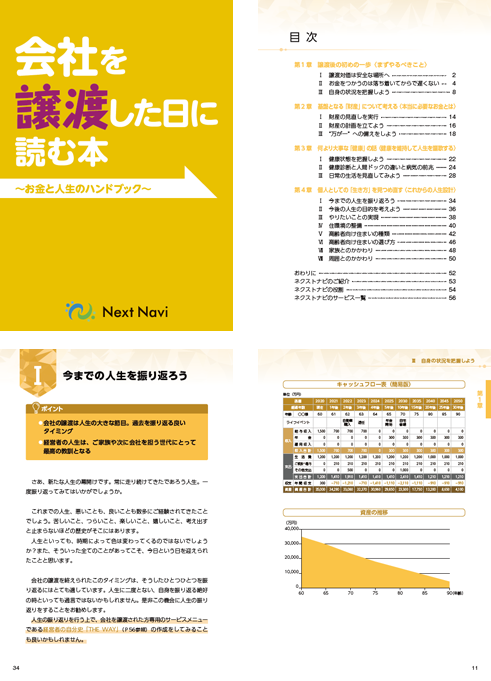 会社を
譲渡した日に
読む本
〜お金と人生のハンドブック〜
Next Navi
目 次
第1章 譲渡後の初めの一歩（まずやるべきこと）
Ⅰ 譲渡対価は安全な場所へ 2
Ⅱ お金をつかうのは落ち着いてからで遅くない 4
Ⅲ 自身の状況を把握しよう 8
第2章 基盤となる「財産」について考える（本当に必要なお金とは）
Ⅰ 財産の見直しを実行 14
Ⅱ 財産の計画を立てよう 16
Ⅲ “万が一”への備えをしよう 18
第3章 何より大事な「健康」の話（健康を維持して人生を謳歌する）
Ⅰ 健康状態を把握しよう 22
Ⅱ 健康診断と人間ドックの違いと病気の前兆 24
Ⅲ 日常の生活を見直してみよう 28
第4章 個人としての「生き方」を見つめ直す（これからの人生設計）
Ⅰ 今までの人生を振り返ろう 34
Ⅱ 今後の人生の目的を考えよう 36
Ⅲ やりたいことの実現 38
Ⅳ 住環境の整備 40
Ⅴ 高齢者向け住まいの種類 42
Ⅵ 高齢者向け住まいの選び方 46
Ⅶ 家族とのかかわり 48
Ⅷ 周囲とのかかわり 50
おわりに 52
ネクストナビのご紹介 53
ネクストナビの役割 54
ネクストナビのサービス一覧 56
Ⅰ 今までの人生を振り返ろう
ポイント
●会社の譲渡は人生の大きな節目。過去を振り返る良い
タイミング
●経営者の人生は、ご家族や次に会社を担う世代にとって
最高の教訓となる
さあ、新たな人生の幕開けです。常に走り続けてきたであろう人生。一
度振り返ってみてはいかがでしょうか。
これまでの人生、悪いことも、良いことも数多にご経験されてきたこと
でしょう。苦しいこと、つらいこと、楽しいこと、嬉しいこと、考え出す
と止まらないほどの歴史がそこにはあります。
人生といっても、時期によって色は変わってくるのではないでしょう
か？また、そういった全てのことがあってこそ、今日という日を迎えられ
たことと思います。
会社の譲渡を終えられたこのタイミングは、そうしたひとつひとつを振
り返るにはとても適しています。人生に二度とない、自身を振り返る絶好
の時といっても過言ではないかもしれません。是非この機会に人生の振り
返りをすることをお勧めします。
人生の振り返りを行う上で、会社を譲渡された方専用のサービスメニュー
である経営者の自分史「THE WAY」（P.56参照）の作成をしてみること
も良いかもしれません。
34
Ⅲ 自身の状況を把握しよう
第1章
キャッシュフロー表（簡易版）
単位（万円）
西暦 2020 2021 2022 2023 2024 2025 2030 2035 2040 2045 2050
ライフイベント
資産の推移
（万円）
40,000
30,000
20,000
10,000
0
60 65 70 75 80 85 90（年齢）
11